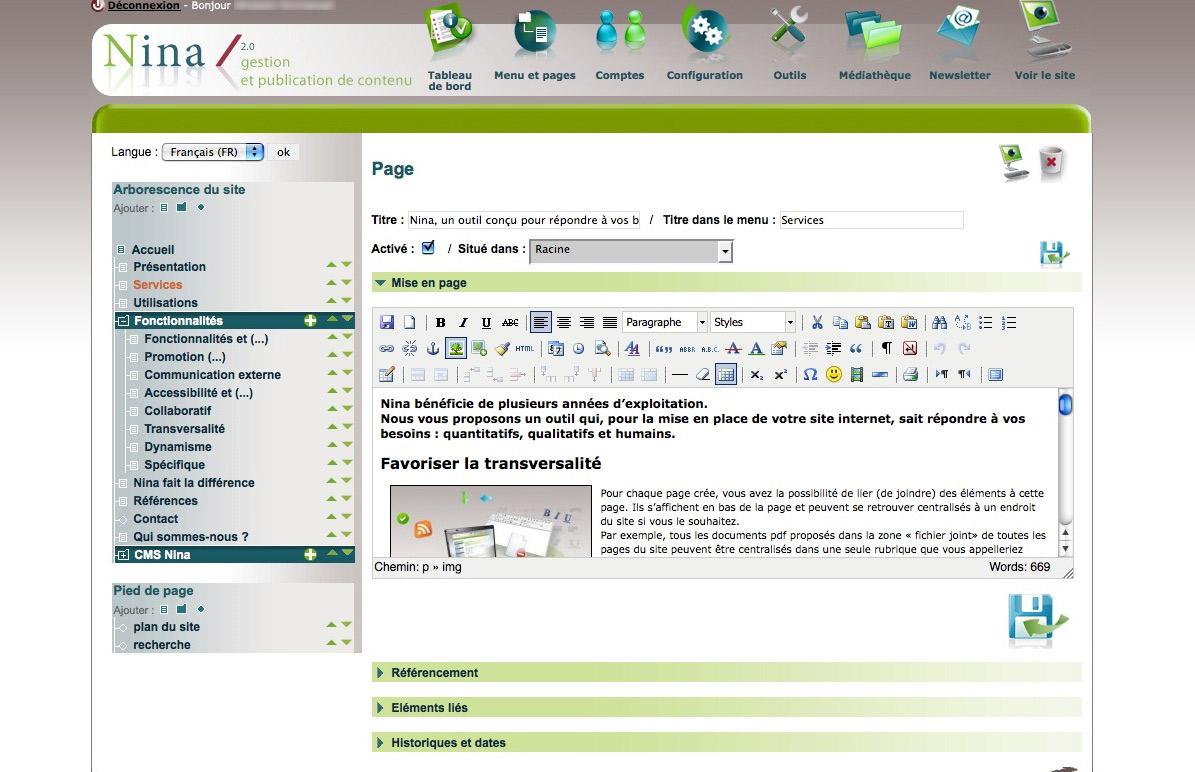 Déconnexion - Bonjour
Nina 2.0
gestion
et publication de contenu
Tableau
de bord
Menu et pages
Comptes
Configuration
Outils
Médiathèque
Newsletter
Voir le site
Langue : Français (FR) ok
Arborescence du site
Ajouter :
Accueil
Présentation
Services
Utilisations
Fonctionnalités
Fonctionnalités et (...)
Promotion (...)
Communication externe
Accessibilité et (...)
Collaboratif
Transversalité
Dynamisme
Spécifique
Nina fait la différence
Références
Contact
Qui sommes-nous ?
CMS Nina
Pied de page
Ajouter :
plan du site
recherche
Page
Titre : Nina, un outil conçu pour répondre à vos b / Titre dans le menu : Services
Activé : / Situé dans : Racine
Mise en page
B I U ABC Paragraphe Styles
HTML ABBR A.B.C.
Nina bénéficie de plusieurs années d'exploitation.
Nous vous proposons un outil qui, pour la mise en place de votre site internet, sait répondre à vos
besoins : quantitatifs, qualitatifs et humains.
Favoriser la transversalité
B I U
Pour chaque page crée, vous avez la possibilité de lier (de joindre) des éléments à cette
page. Ils s'affichent en bas de la page et peuvent se retrouver centralisés à un endroit
du site si vous le souhaitez.
Par exemple, tous les documents pdf proposés dans la zone « fichier joint» de toutes les
pages du site peuvent être centralisés dans une seule rubrique que vous appelleriez
Chemin: p » img Words: 669
Référencement
Eléments liés
Historiques et dates